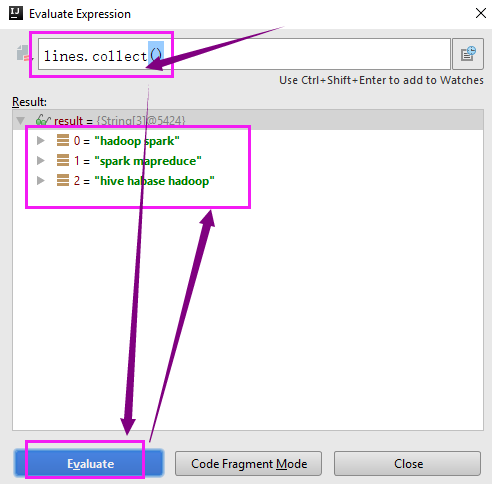 IJ Evaluate Expression
lines.collect()
Use Ctrl+Shift+Enter to add to Watches
Result:
result = {String[3]@5424}
0 = "hadoop spark"
1 = "spark mapreduce"
2 = "hive habase hadoop"
Evaluate
Code Fragment Mode
Close